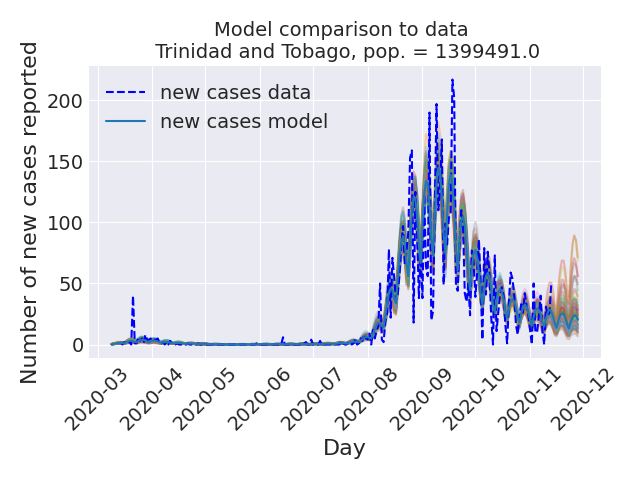 Model comparison to data
Trinidad and Tobago, pop. = 1399491.0
Number of new cases reported
200
150
100
50
0
new cases data
new cases model
2020-03
2020-04
2020-05
2020-06
2020-07
2020-08
2020-09
2020-10
2020-11
2020-12
Day